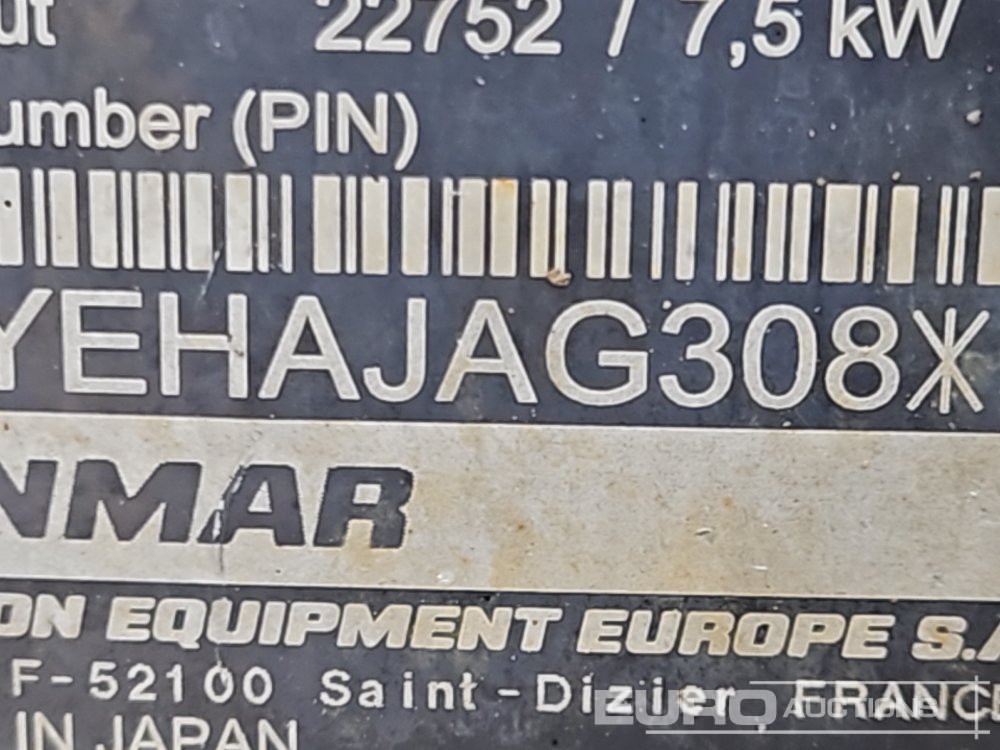 ut 22752 / 7,5 kW
umber (PIN)
YEHAJAG308*
NMAR
ON EQUIPMENT EUROPE S.A
F-52100 Saint-Dizier, FRANC
IN JAPAN
EURO AUCTIONS